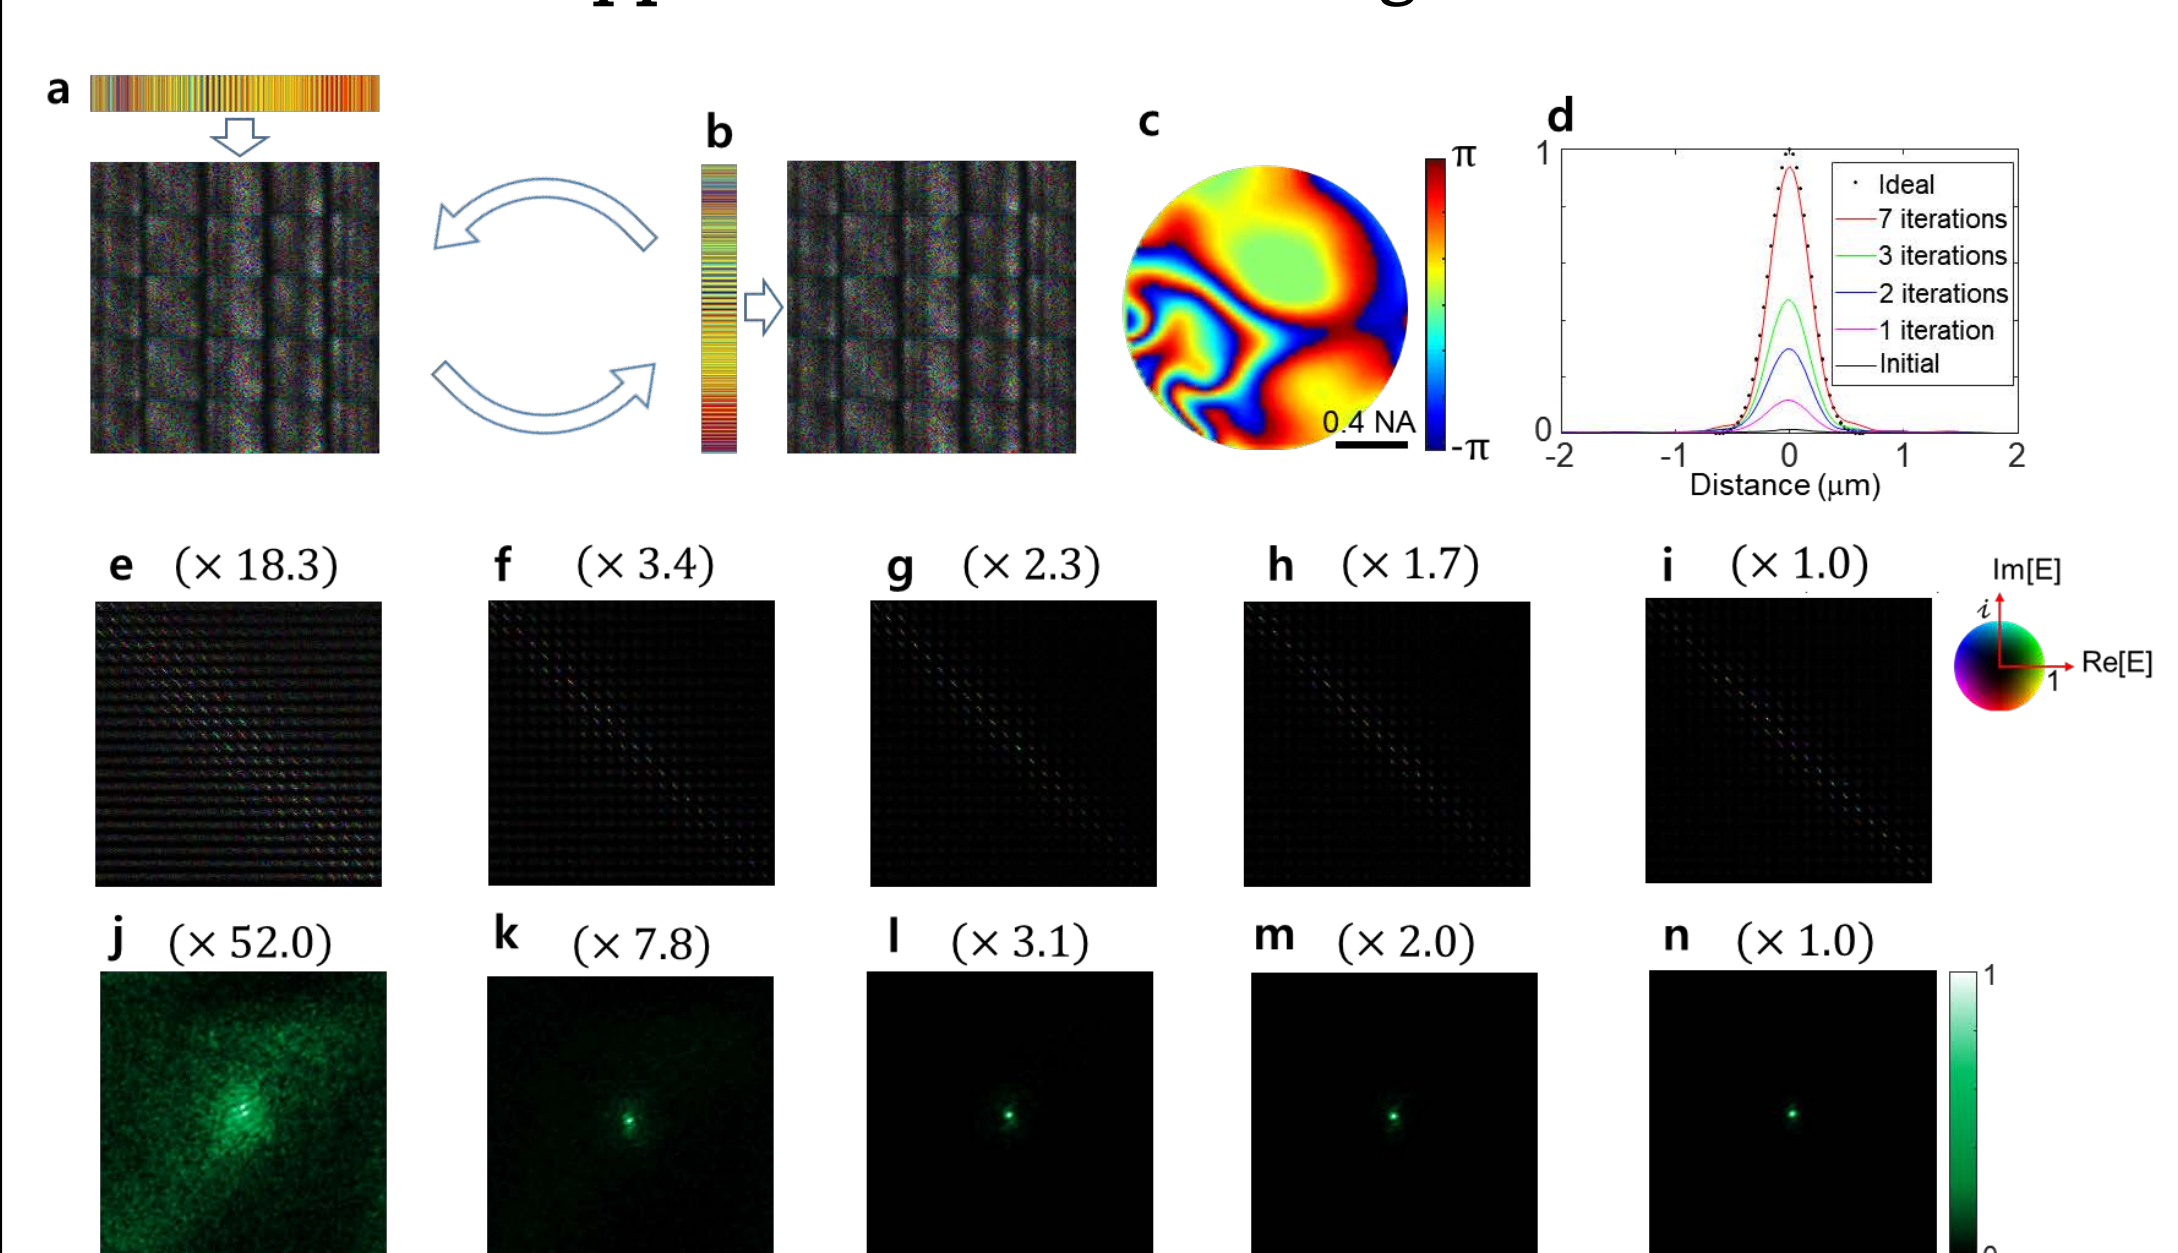 a
b
c
d
π
-π
0.4 NA
1
0
-2 -1 0 1 2
Distance (μm)
Ideal
7 iterations
3 iterations
2 iterations
1 iteration
Initial
e (× 18.3)
f (× 3.4)
g (× 2.3)
h (× 1.7)
i (× 1.0)
Im[E]
i
Re[E]
1
j (× 52.0)
k (× 7.8)
l (× 3.1)
m (× 2.0)
n (× 1.0)
1